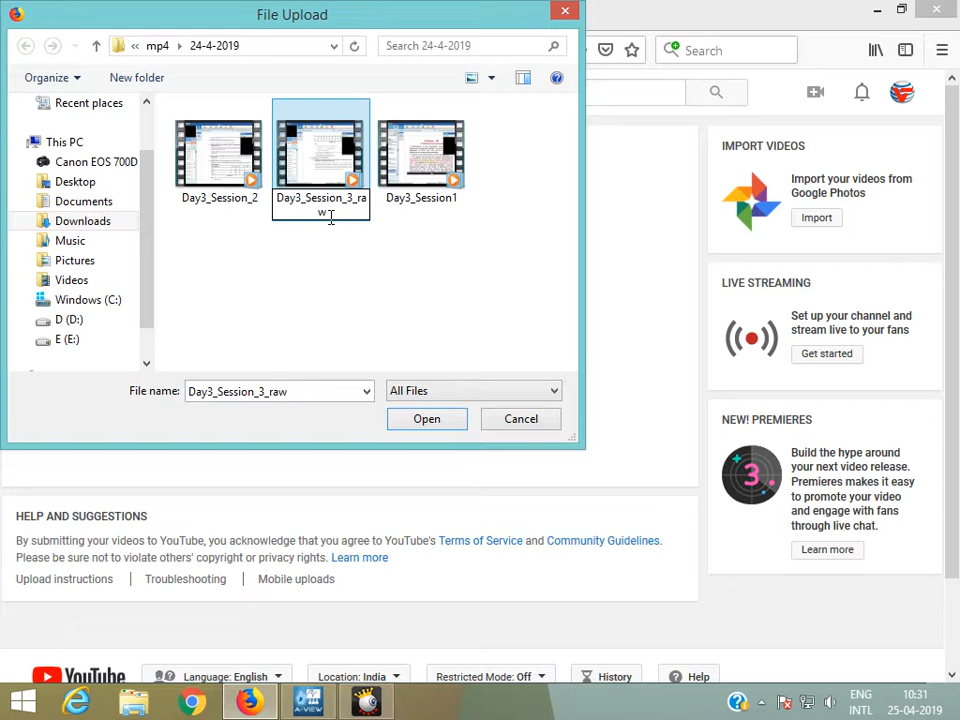 File Upload
mp4
24-4-2019
Search 24-4-2019
Search
Organize
New folder
Recent places
This PC
Canon EOS 700D
Desktop
Documents
Downloads
Music
Pictures
Videos
Windows (C:)
D (D:)
E (E:)
Day3_Session_2
Day3_Session_3_ra
w
Day3_Session1
File name:
Day3_Session_3_raw
All Files
Open
Cancel
IMPORT VIDEOS
Import your videos from
Google Photos
Import
LIVE STREAMING
Set up your channel and
stream live to your fans
Get started
NEW! PREMIERES
3
Build the hype around
your next video release.
Premieres makes it easy
to promote your video
and engage with fans
through live chat.
Learn more
HELP AND SUGGESTIONS
By submitting your videos to YouTube, you acknowledge that you agree to YouTube's Terms of Service and Community Guidelines.
Please be sure not to violate others' copyright or privacy rights. Learn more
Upload instructions
Troubleshooting
Mobile uploads
YouTube
Language: English
Location: India
Restricted Mode: Off
History
Help
A-VIEW
ENG
INTL
10:31
25-04-2019